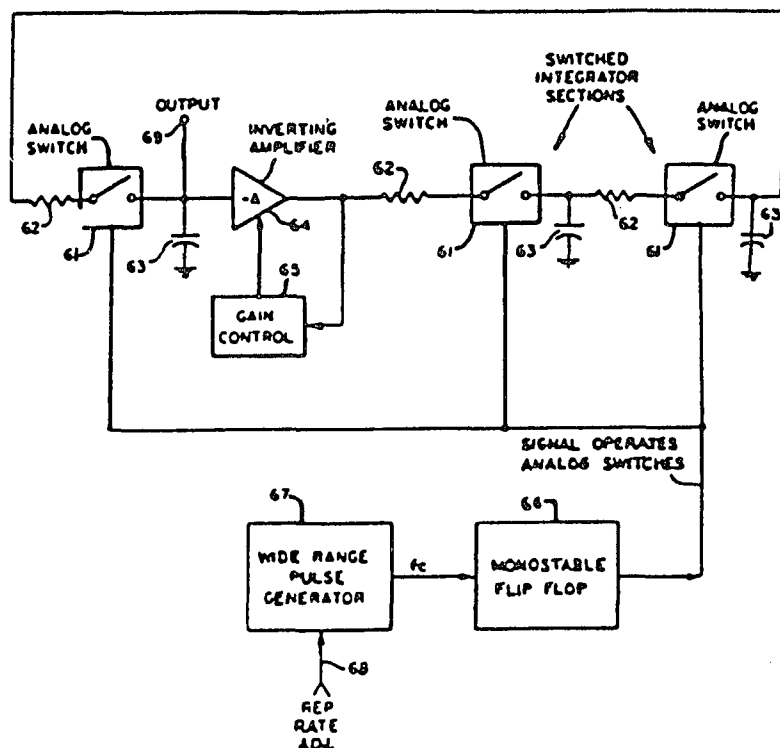 SWITCHED
INTEGRATOR
SECTIONS
OUTPUT
69
ANALOG
SWITCH
INVERTING
AMPLIFIER
ANALOG
SWITCH
ANALOG
SWITCH
62
61
63
-A
64
65
GAIN
CONTROL
62
61
63
62
61
63
SIGNAL OPERATES
ANALOG SWITCHES
67
WIDE RANGE
PULSE
GENERATOR
fc
66
MONOSTABLE
FLIP FLOP
68
REP
RATE
ADJ.